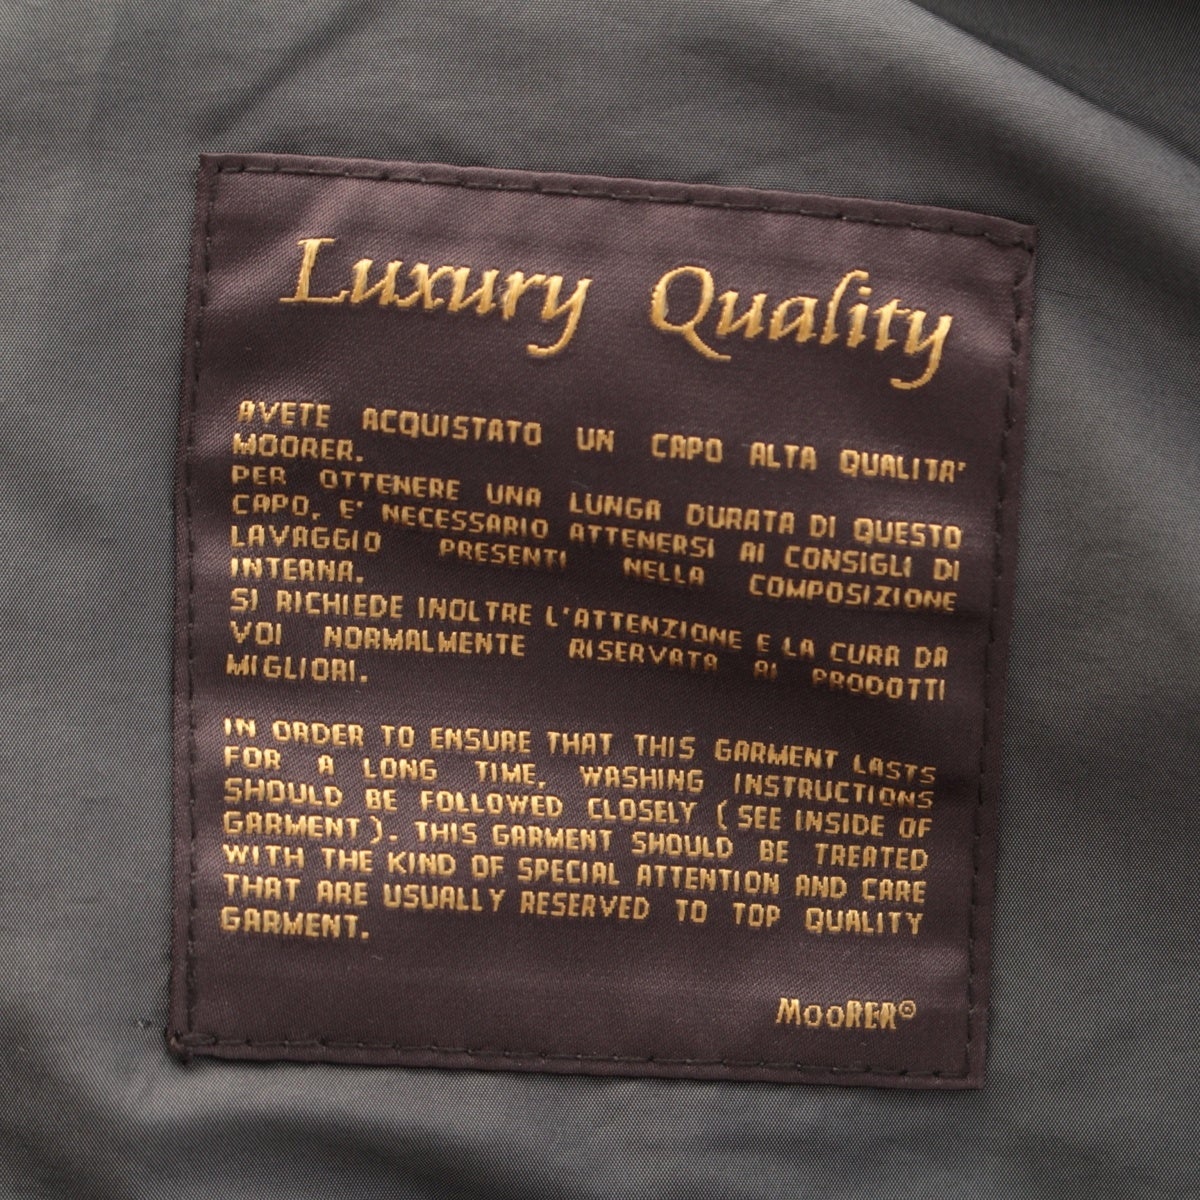 Luxury Quality
AVETE ACQUISTATO UN CAPO ALTA QUALITA'
MOORER.
PER OTTENERE UNA LUNGA DURATA DI QUESTO
CAPO, E' NECESSARIO ATTENERSI AI CONSIGLI DI
LAVAGGIO PRESENTI NELLA COMPOSIZIONE
INTERNA.
SI RICHIEDE INOLTRE L'ATTENZIONE E LA CURA DA
VOI NORMALMENTE RISERVATA AI PRODOTTI
MIGLIORI.
IN ORDER TO ENSURE THAT THIS GARMENT LASTS
FOR A LONG TIME, WASHING INSTRUCTIONS
SHOULD BE FOLLOWED CLOSELY (SEE INSIDE OF
GARMENT). THIS GARMENT SHOULD BE TREATED
WITH THE KIND OF SPECIAL ATTENTION AND CARE
THAT ARE USUALLY RESERVED TO TOP QUALITY
GARMENT.
MooRER©